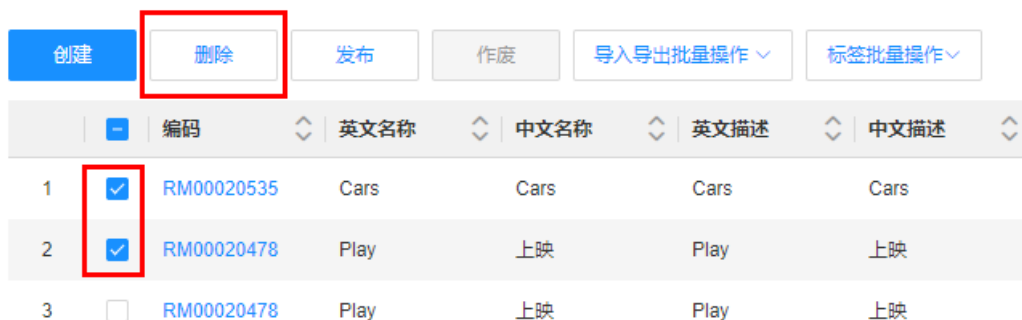 创建 删除 发布 作废 导入导出批量操作 标签批量操作
编码 英文名称 中文名称 英文描述 中文描述
1 RM00020535 Cars Cars Cars Cars
2 RM00020478 Play 上映 Play 上映
3 RM00020478 Play 上映 Play 上映